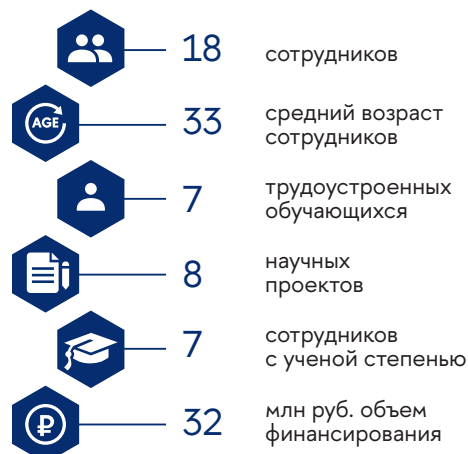 18 сотрудников
AGE 33 средний возраст
сотрудников
7 трудоустроенных
обучающихся
8 научных
проектов
7 сотрудников
с ученой степенью
₽ 32 млн руб. объем
финансирования